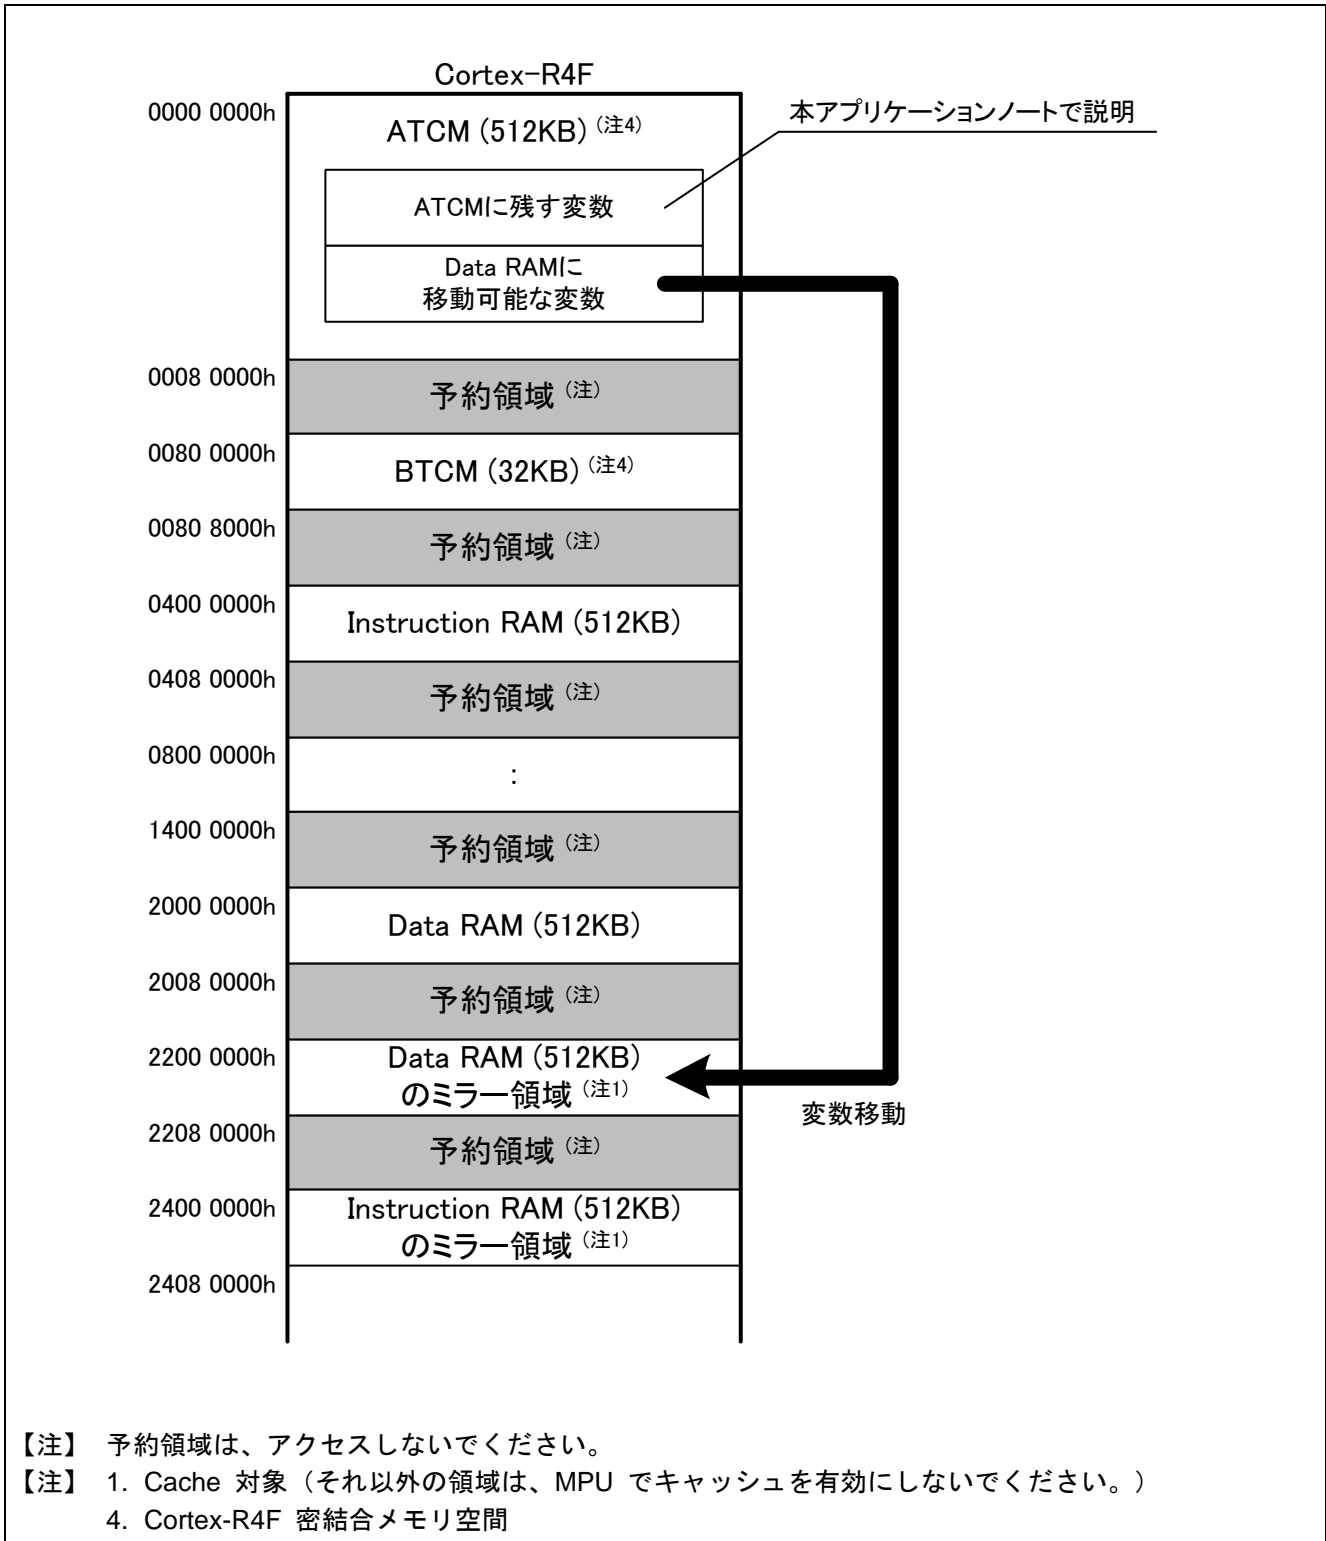 Cortex-R4F
0000 0000h
ATCM (512KB) (注4)
本アプリケーションノートで説明
ATCMに残す変数
Data RAMに
移動可能な変数
0008 0000h
予約領域 (注)
0080 0000h
BTCM (32KB) (注4)
0080 8000h
予約領域 (注)
0400 0000h
Instruction RAM (512KB)
0408 0000h
予約領域 (注)
0800 0000h
:
1400 0000h
予約領域 (注)
2000 0000h
Data RAM (512KB)
2008 0000h
予約領域 (注)
2200 0000h
Data RAM (512KB)
のミラー領域 (注1)
変数移動
2208 0000h
予約領域 (注)
2400 0000h
Instruction RAM (512KB)
のミラー領域 (注1)
2408 0000h
【注】 予約領域は、アクセスしないでください。
【注】 1. Cache 対象（それ以外の領域は、MPU でキャッシュを有効にしないでください。）
4. Cortex-R4F 密結合メモリ空間